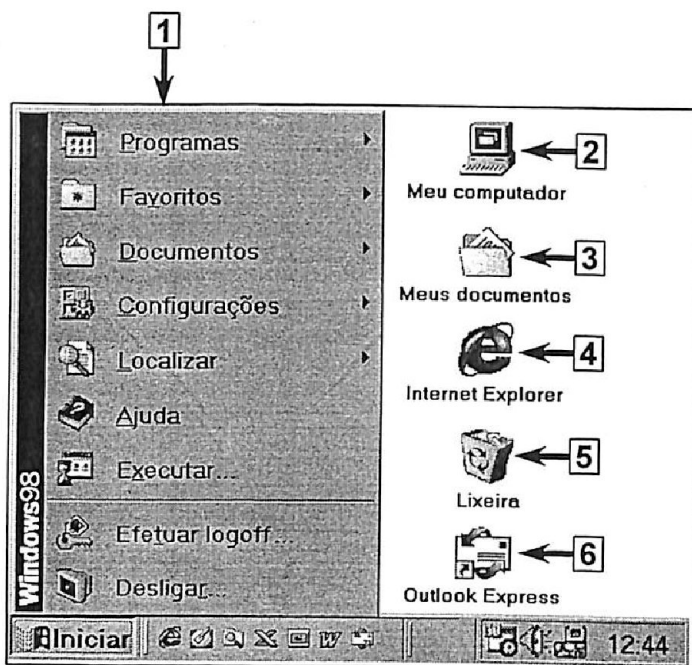 1
Programas
Favoritos
Documentos
Configurações
Localizar
Ajuda
Executar...
Efetuar logoff...
Desligar...
Windows98
2
Meu computador
3
Meus documentos
4
Internet Explorer
5
Lixeira
6
Outlook Express
Iniciar
12:44